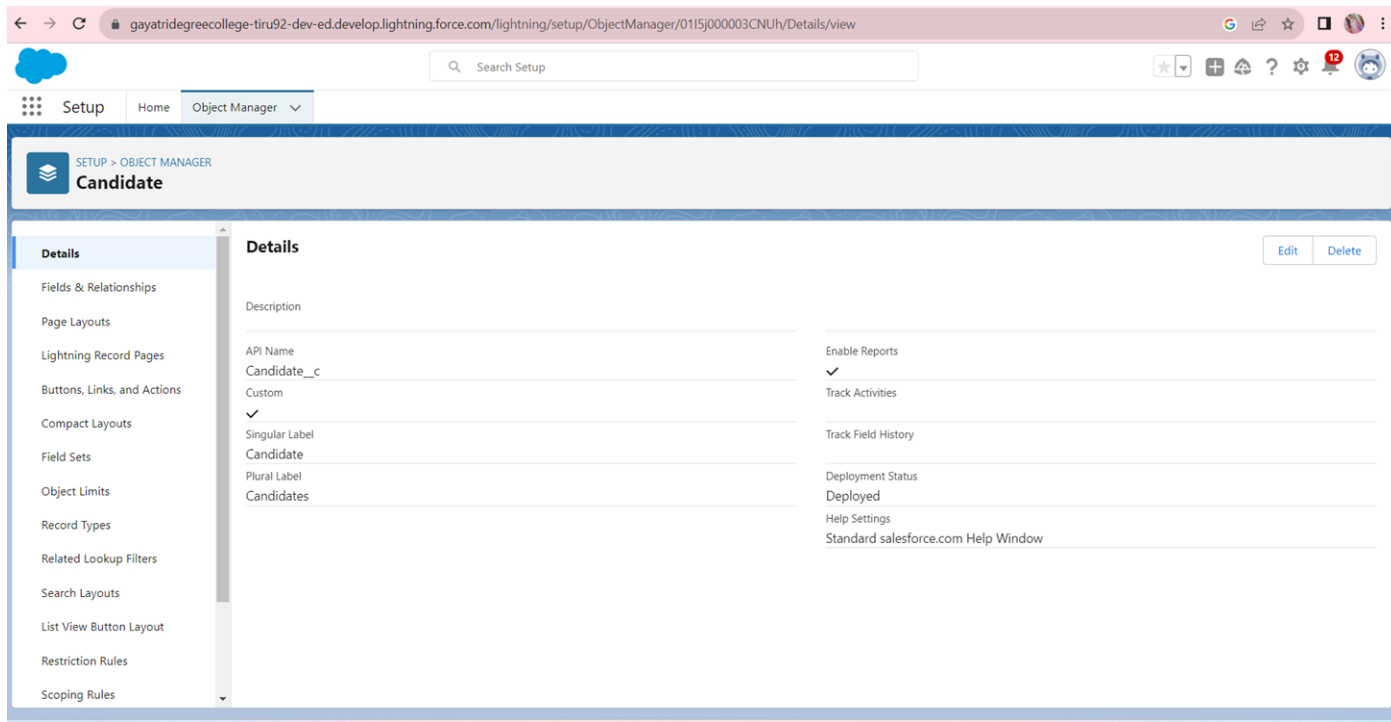 gayatridegreecollege-tiru92-dev-ed.develop.lightning.force.com/lightning/setup/ObjectManager/01I5j000003CNUh/Details/view
Search Setup
12
Setup
Home
Object Manager
SETUP > OBJECT MANAGER
Candidate
Details
Fields & Relationships
Page Layouts
Lightning Record Pages
Buttons, Links, and Actions
Compact Layouts
Field Sets
Object Limits
Record Types
Related Lookup Filters
Search Layouts
List View Button Layout
Restriction Rules
Scoping Rules
Details
Edit
Delete
Description
API Name
Candidate__c
Custom
Singular Label
Candidate
Plural Label
Candidates
Enable Reports
Track Activities
Track Field History
Deployment Status
Deployed
Help Settings
Standard salesforce.com Help Window